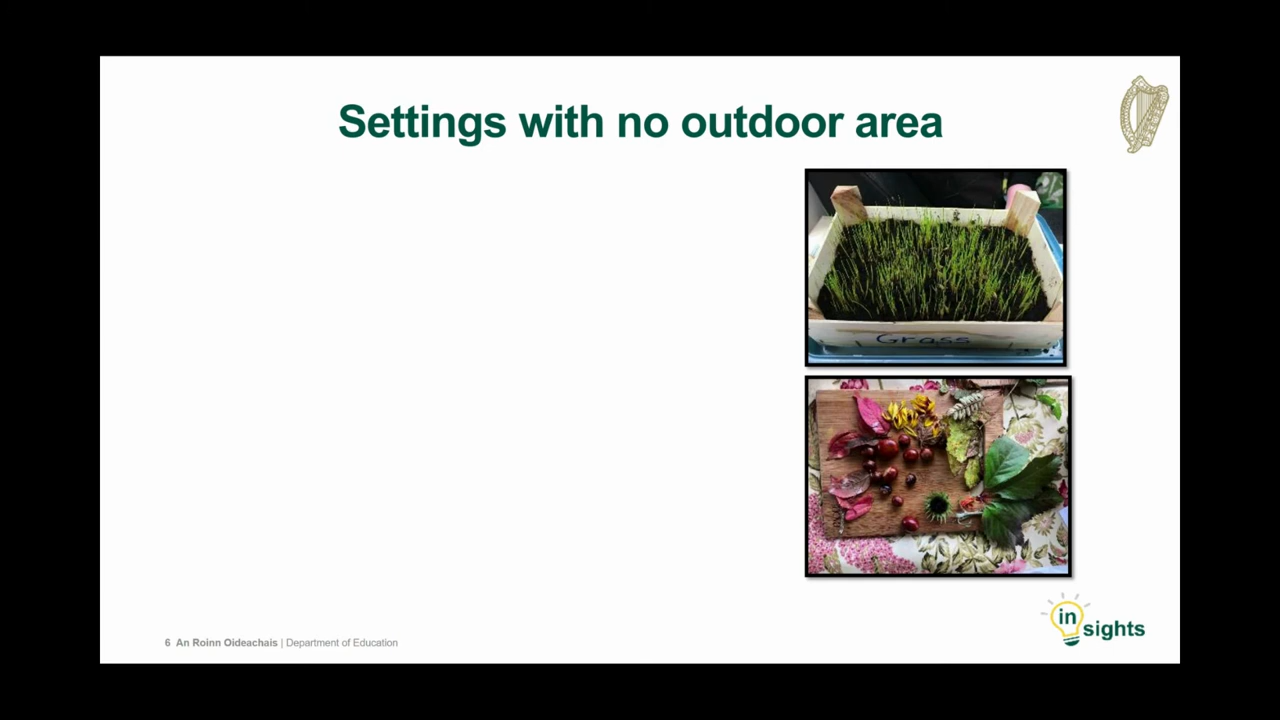 Settings with no outdoor area
Grass
in
sights
6 An Roinn Oideachais | Department of Education